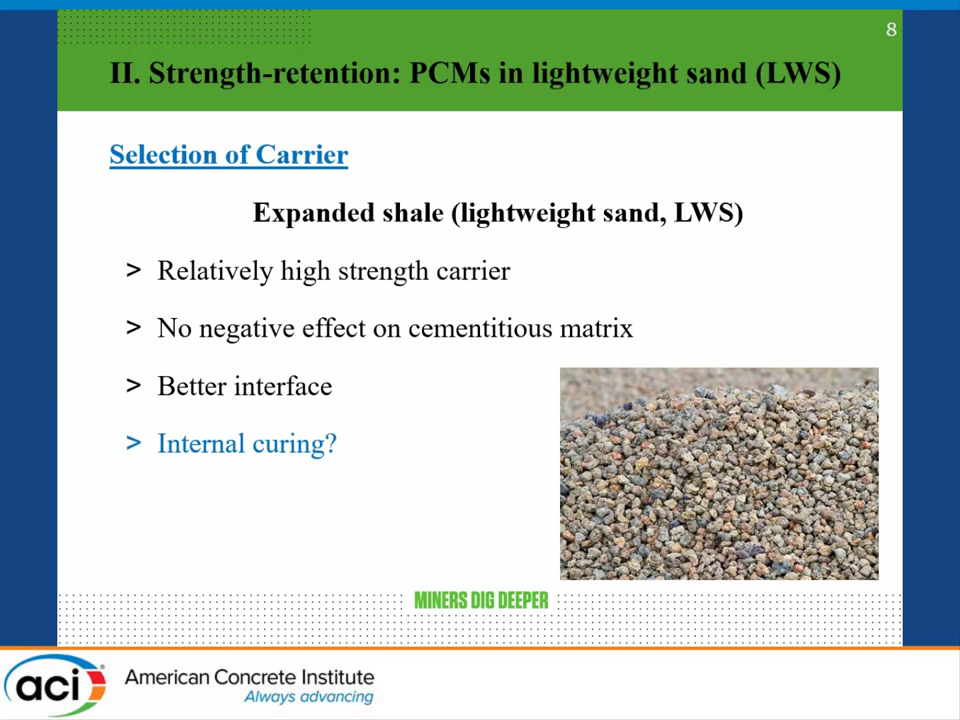 8
II. Strength-retention: PCMs in lightweight sand (LWS)
Selection of Carrier
Expanded shale (lightweight sand, LWS)
> Relatively high strength carrier
> No negative effect on cementitious matrix
> Better interface
> Internal curing?
MINERS DIG DEEPER
aci
American Concrete Institute
Always advancing